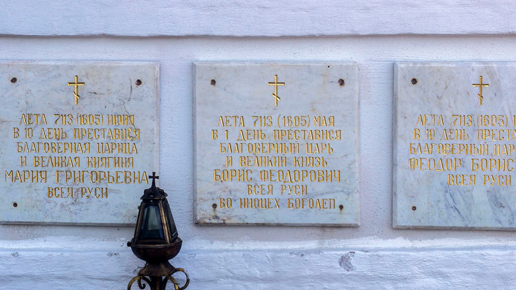 ЛЕТА 7113 (1605) ИЮНЯ
В 10 ДЕНЬ ПРЕСТАВИСЯ
БЛАГОВЕРНАЯ ЦАРИЦА
И ВЕЛИКАЯ КНЯГИНЯ
МАРИЯ ГРИГОРЬЕВНА
ВСЕЯ РУСИ
ЛЕТА 7113 (1605) МАЯ
В 1 ДЕНЬ ПРЕСТАВИСЯ
БЛАГОВЕРНЫЙ ЦАРЬ
И ВЕЛИКИЙ КНЯЗЬ
БОРИС ФЕОДОРОВИЧ
ВСЕЯ РУСИ
ВО ИНОЦЕХ БОГОЛЕП
ЛЕТА 7113 (1605)
В 10 ДЕНЬ ПРЕСТ
БЛАГОВЕРНЫЙ
ФЕОДОР БОРИС
ВСЕЯ РУС